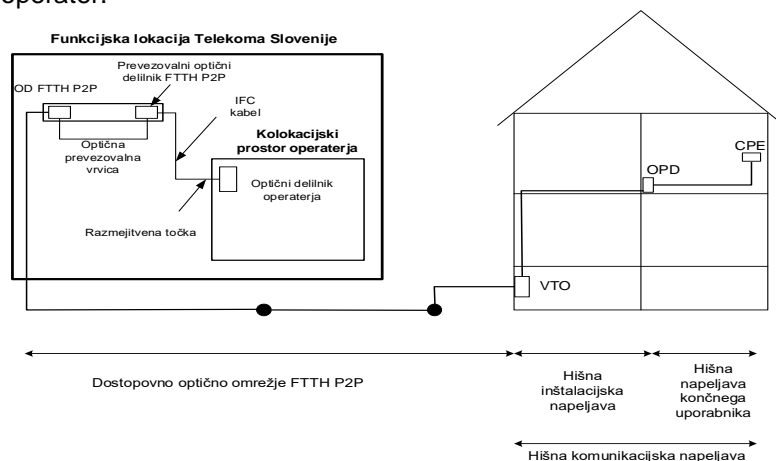 operater.
Funkcijska lokacija Telekoma Slovenije
Prevezovalni optični
delilnik FTTH P2P
OD FTTH P2P
IFC
kabel
Optična
prevezovalna
vrvica
Kolokacijski
prostor operaterja
Optični delilnik
operaterja
Razmejitvena točka
CPE
OPD
VTO
Dostopovno optično omrežje FTTH P2P
Hišna
inštalacijska
napeljava
Hišna
napeljava
končnega
uporabnika
Hišna komunikacijska napeljava